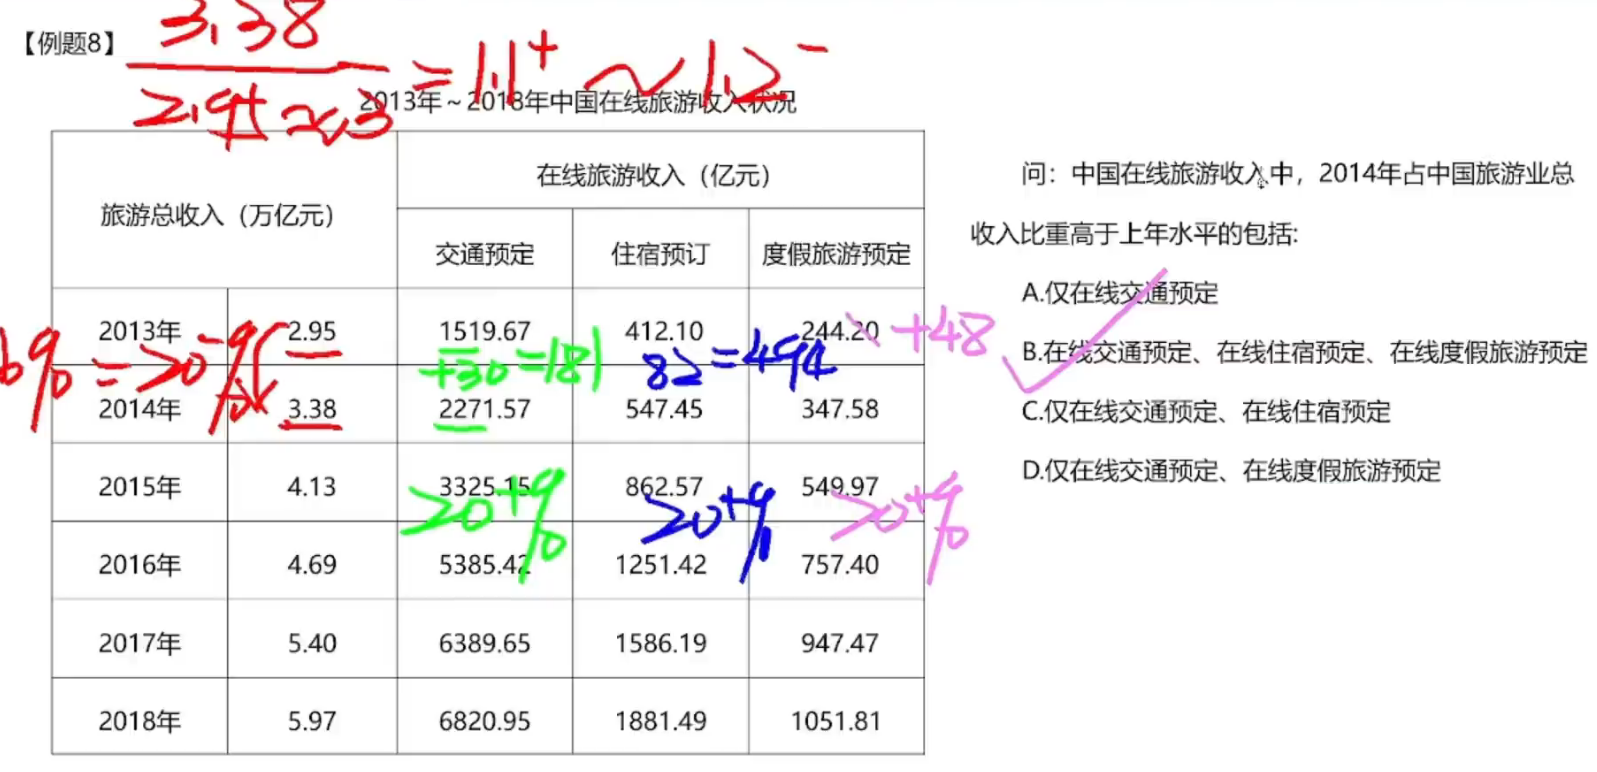 【例题8】
3.38
2.95≈3
=1.1⁺~1.2⁻
2013年~2018年中国在线旅游收入状况
旅游总收入（万亿元） 在线旅游收入（亿元）
交通预定 住宿预订 度假旅游预定
2013年 2.95 1519.67 412.10 244.20
+48
=20⁻%
+30=181
82=494
2014年 3.38 2271.57 547.45 347.58
2015年 4.13 3325.15 862.57 549.97
>20⁺% >20⁺% >20⁺%
2016年 4.69 5385.42 1251.42 757.40
2017年 5.40 6389.65 1586.19 947.47
2018年 5.97 6820.95 1881.49 1051.81
问：中国在线旅游收入中，2014年占中国旅游业总
收入比重高于上年水平的包括:
A.仅在线交通预定
B.在线交通预定、在线住宿预定、在线度假旅游预定
C.仅在线交通预定、在线住宿预定
D.仅在线交通预定、在线度假旅游预定